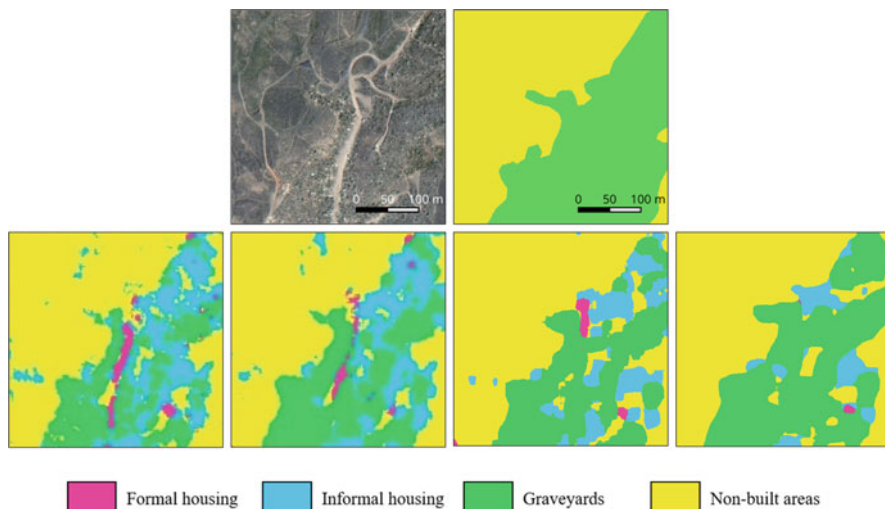 0 50 100 m
0 50 100 m
Formal housing
Informal housing
Graveyards
Non-built areas